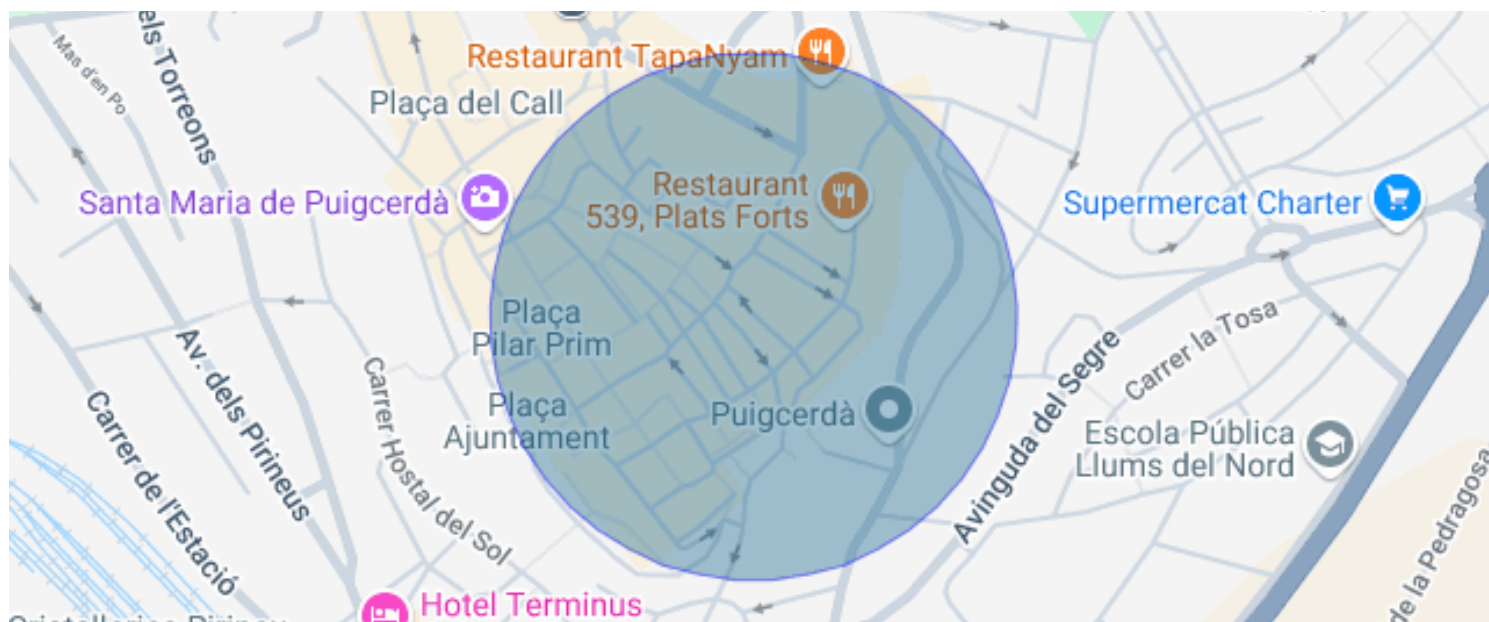 Mas d'en Po
els Torreons
Restaurant TapaNyam
Plaça del Call
Santa Maria de Puigcerdà
Restaurant
539, Plats Forts
Supermercat Charter
Plaça
Pilar Prim
Av. dels Pirineus
Carrer Hostal del Sol
Carrer de l'Estació
Plaça
Ajuntament
Puigcerdà
Avinguda del Segre
Carrer la Tosa
Escola Pública
Llums del Nord
de la Pedragosa
Hotel Terminus